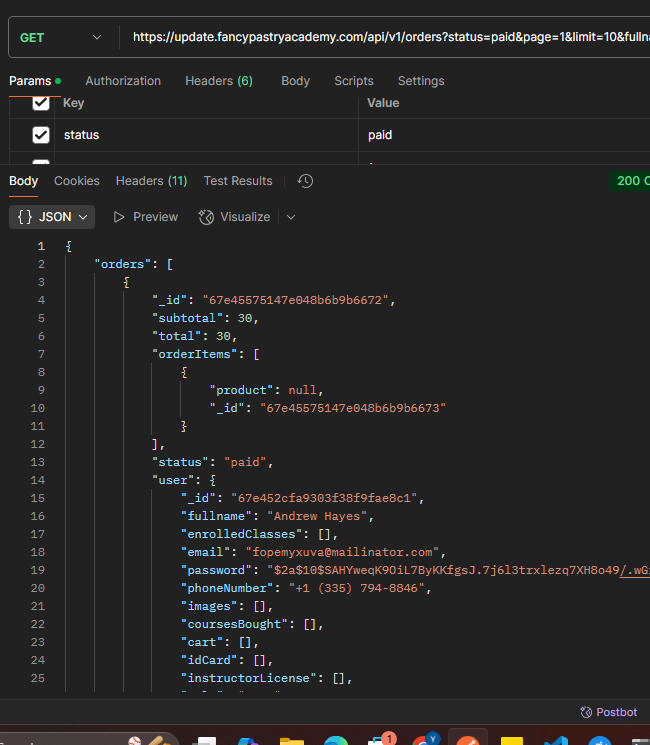 GET https://update.fancypastryacademy.com/api/v1/orders?status=paid&page=1&limit=10&fulln
Params Authorization Headers (6) Body Scripts Settings
Key Value
status paid
Body Cookies Headers (11) Test Results 200 O
{} JSON Preview Visualize
1 {
2 "orders": [
3 {
4 "_id": "67e45575147e048b6b9b6672",
5 "subtotal": 30,
6 "total": 30,
7 "orderItems": [
8 {
9 "product": null,
10 "_id": "67e45575147e048b6b9b6673"
11 }
12 ],
13 "status": "paid",
14 "user": {
15 "_id": "67e452cfa9303f38f9fae8c1",
16 "fullname": "Andrew Hayes",
17 "enrolledClasses": [],
18 "email": "fopemyxuva@mailinator.com",
19 "password": "$2a$10$SAHYweqK9OiL7ByKKfgsJ.7j6l3trxlezq7XH8o49/.wG
20 "phoneNumber": "+1 (335) 794-8846",
21 "images": [],
22 "coursesBought": [],
23 "cart": [],
24 "idCard": [],
25 "instructorLicense": [],
Postbot
1